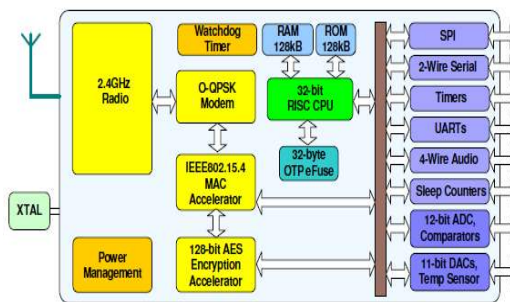 Watchdog
Timer
RAM
128kB
ROM
128kB
SPI
2.4GHz
Radio
O-QPSK
Modem
32-bit
RISC CPU
2-Wire Serial
Timers
UARTs
32-byte
OTP eFuse
4-Wire Audio
IEEE802.15.4
MAC
Accelerator
Sleep Counters
XTAL
12-bit ADC,
Comparators
Power
Management
128-bit AES
Encryption
Accelerator
11-bit DACs,
Temp Sensor